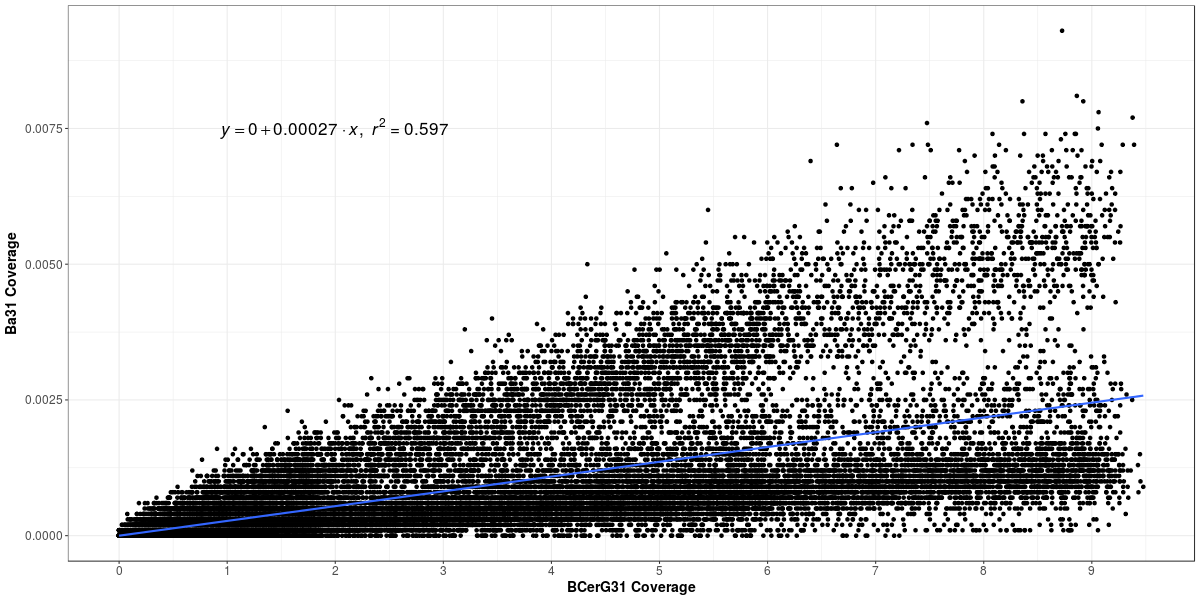 y = 0 + 0.00027 · x, r² = 0.597
Ba31 Coverage
0.0075
0.0050
0.0025
0.0000
0 1 2 3 4 5 6 7 8 9
BCerG31 Coverage